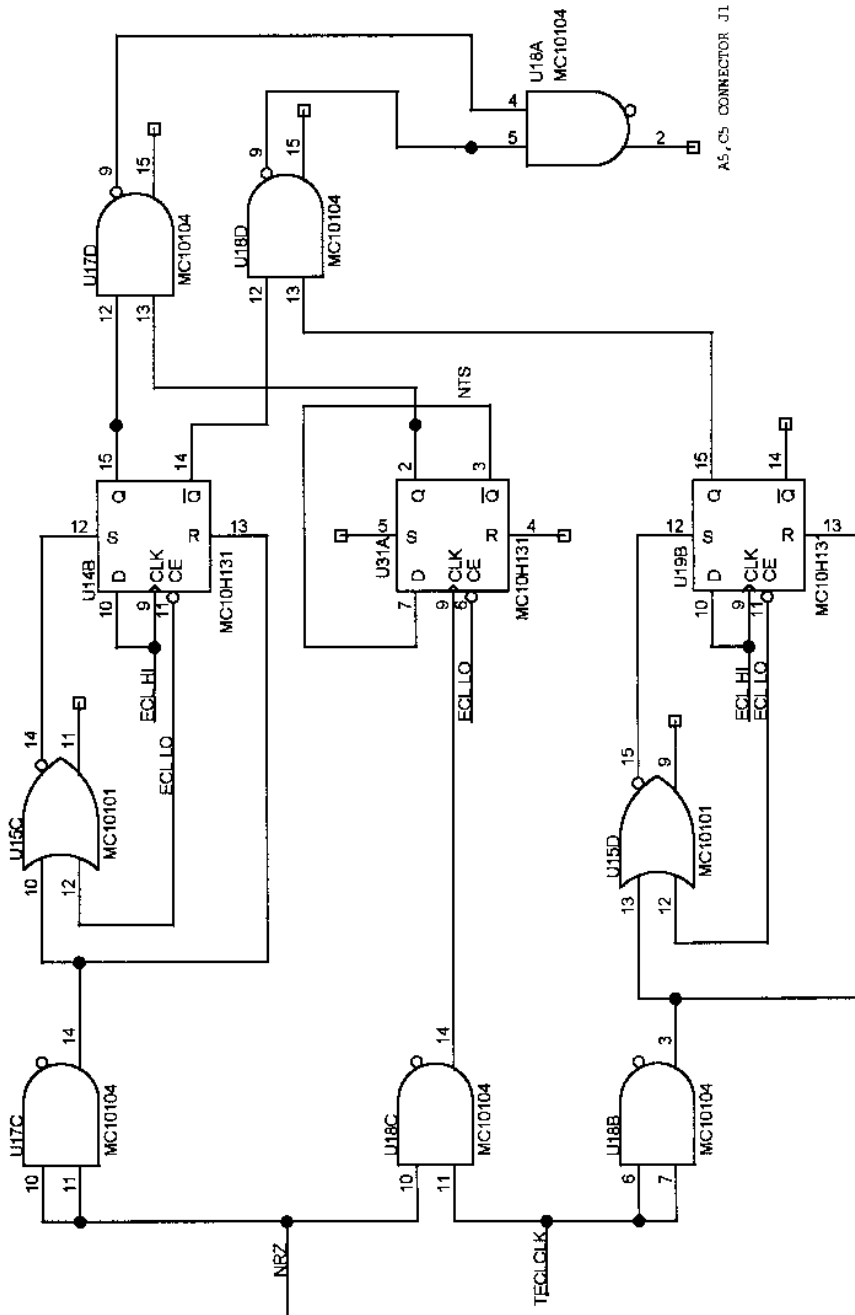 U17C
10
11
14
MC10104
NRZ
U15C
10
12
14
11
MC10101
ECL LO
ECL HI
U14B
10
9
11
12
13
15
14
D
CLK
CE
S
R
Q
Q
MC10H131
U17D
12
13
9
15
MC10104
U18C
10
11
14
MC10104
TECLCLK
ECL LO
U31A
7
9
6
5
4
2
3
D
CLK
CE
S
R
Q
Q
MC10H131
NTS
U18D
12
13
9
15
MC10104
U18B
6
7
3
MC10104
U15D
13
12
15
9
MC10101
ECL HI
ECL LO
U19B
10
9
11
12
13
15
14
D
CLK
CE
S
R
Q
Q
MC10H131
U18A
MC10104
4
5
2
A5,C5 CONNECTOR J1